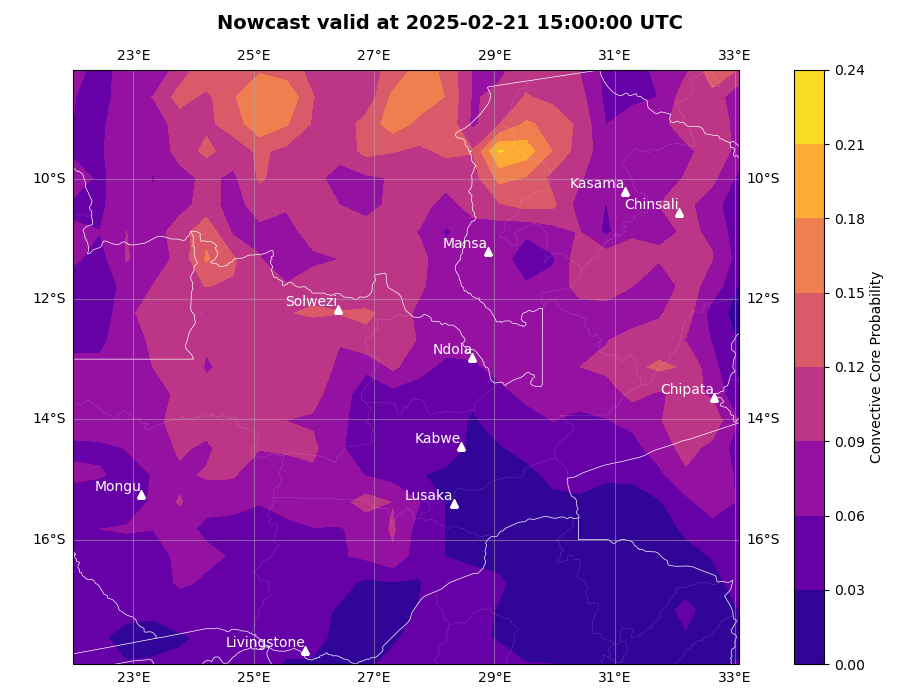 Nowcast valid at 2025-02-21 15:00:00 UTC
23°E 25°E 27°E 29°E 31°E 33°E
0.24
0.21
0.18
0.15
0.12
0.09
0.06
0.03
0.00
Convective Core Probability
10°S 10°S
12°S 12°S
14°S 14°S
16°S 16°S
Kasama
Chinsali
Mansa
Solwezi
Ndola
Chipata
Kabwe
Mongu
Lusaka
Livingstone
23°E 25°E 27°E 29°E 31°E 33°E